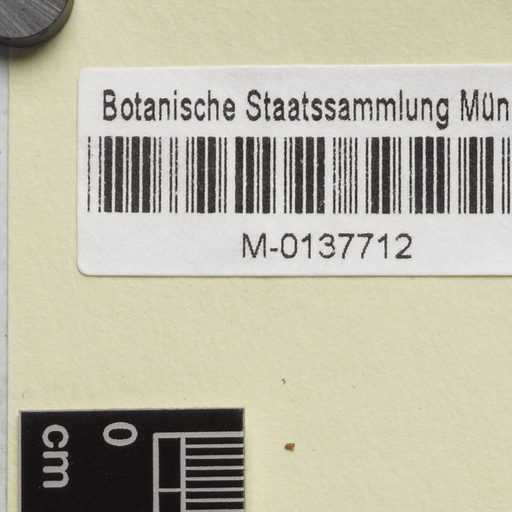 Botanische Staatssammlung Mün
M-0137712
0
cm